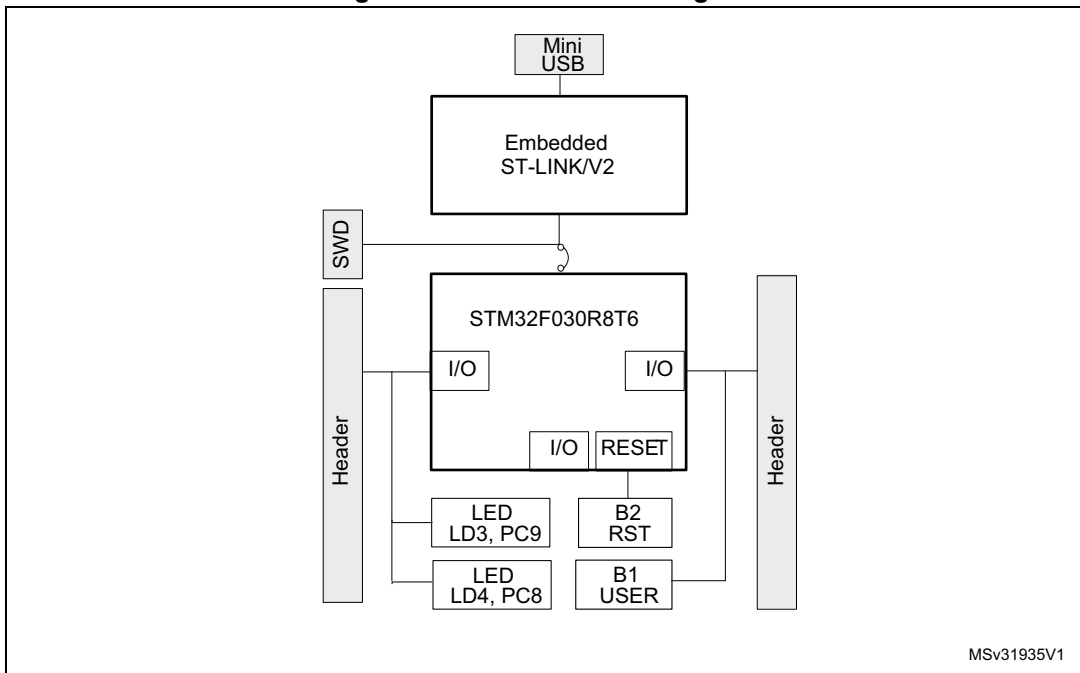 Mini
USB
Embedded
ST-LINK/V2
SWD
STM32F030R8T6
I/O
I/O
Header
Header
I/O
RESET
LED
LD3, PC9
B2
RST
LED
LD4, PC8
B1
USER
MSv31935V1